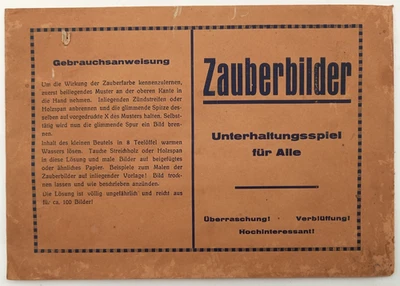 Gebrauchsanweisung
Um die Wirkung der Zauberfarbe kennenzulernen,
zuerst beiliegendes Muster an der oberen Kante in
die Hand nehmen. Inliegenden Zündstreifen oder
Holzspan anbrennen und die glimmende Spitze des-
selben auf vorgedrucktes X des Musters halten. Selbst-
tätig wird nun die glimmende Spur ein Bild bren-
nen.
Inhalt des kleinen Beutels in 8 Teelöffel warmen
Wassers lösen. Tauche Streichholz oder Holzspan
in diese Lösung und male Bilder auf beigefügtes
oder ähnliches Papier. Beispiele zum Malen der
Zauberbilder auf inliegender Vorlage! Bild trock-
nen lassen und wie beschrieben anzünden.
Die Lösung ist völlig ungefährlich und reicht aus
für ca. 100 Bilder!
Zauberbilder
Unterhaltungsspiel
für Alle
Überraschung! Verblüffung!
Hochinteressant!